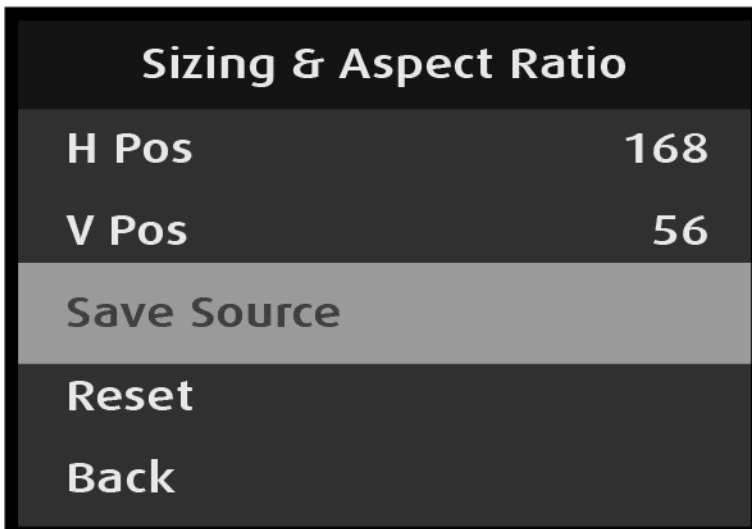 Sizing & Aspect Ratio
H Pos 168
V Pos 56
Save Source
Reset
Back